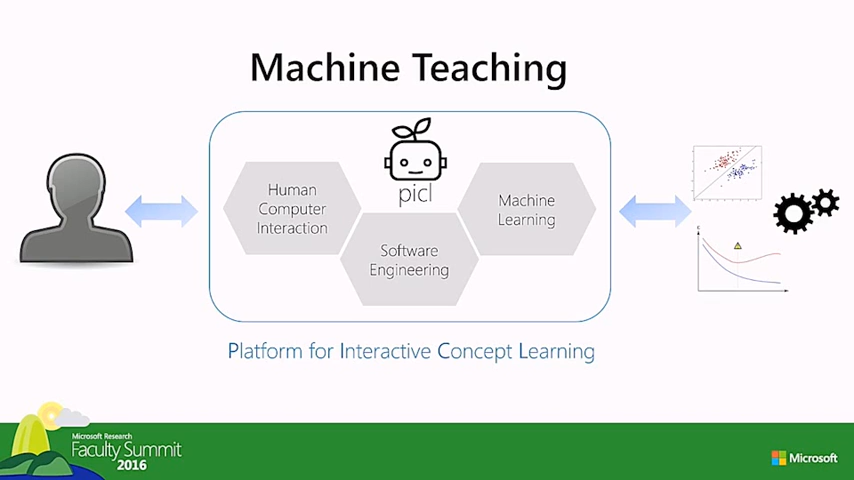 Machine Teaching
picl
Human
Computer
Interaction
Software
Engineering
Machine
Learning
Platform for Interactive Concept Learning
Microsoft Research
Faculty Summit
2016
Microsoft